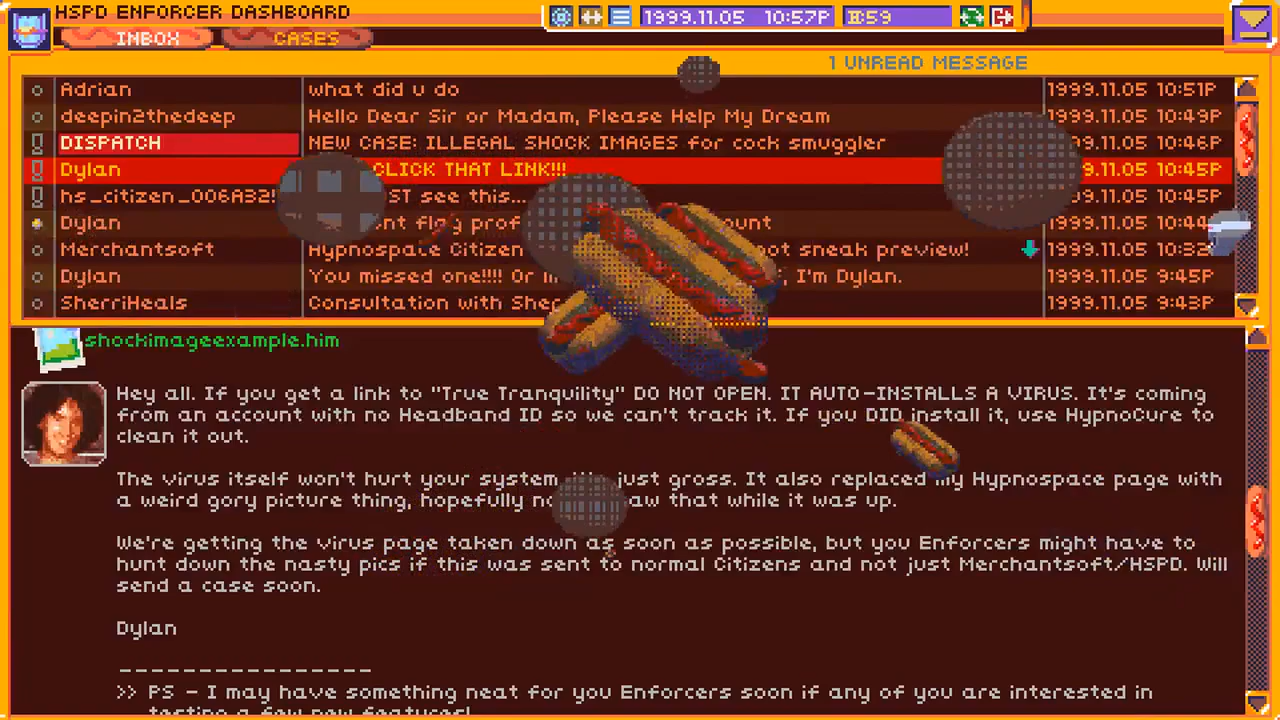 HSPD ENFORCER DASHBOARD
1999.11.05 10:57P
:59
INBOX
CASES
1 UNREAD MESSAGE
Adrian what did u do 1999.11.05 10:51P
deepin2thedeep Hello Dear Sir or Madam, Please Help My Dream 1999.11.05 10:49P
DISPATCH NEW CASE: ILLEGAL SHOCK IMAGES for cock smuggler 1999.11.05 10:46P
Dylan CLICK THAT LINK!!! 10:45P
see this... 10:45P
Dylan 10:44
Merchantsoft Hypnospace Citizen sneak preview! 1999.11.05
Dylan You missed one!!!! I'm Dylan. 1999.11.05 9:45P
SherriHeals Consultation with 1999.11.05 9:43P
shockimageexample.him
Hey all. If you get a link to "True Tranquility" DO NOT OPEN. IT AUTO-INSTALLS A VIRUS. It's coming
from an account with no Headband ID so we can't track it. If you DID install it, use HypnoCure to
clean it out.
The virus itself won't hurt your system just gross. It also replaced my Hypnospace page with
a weird gory picture thing, hopefully that while it was up.
We're getting the virus page taken down as soon as possible, but you Enforcers might have to
hunt down the nasty pics if this was sent to normal Citizens and not just Merchantsoft/HSPD. Will
send a case soon.
Dylan
----------------
>> PS - I may have something neat for you Enforcers soon if any of you are interested in
testing a few new features!